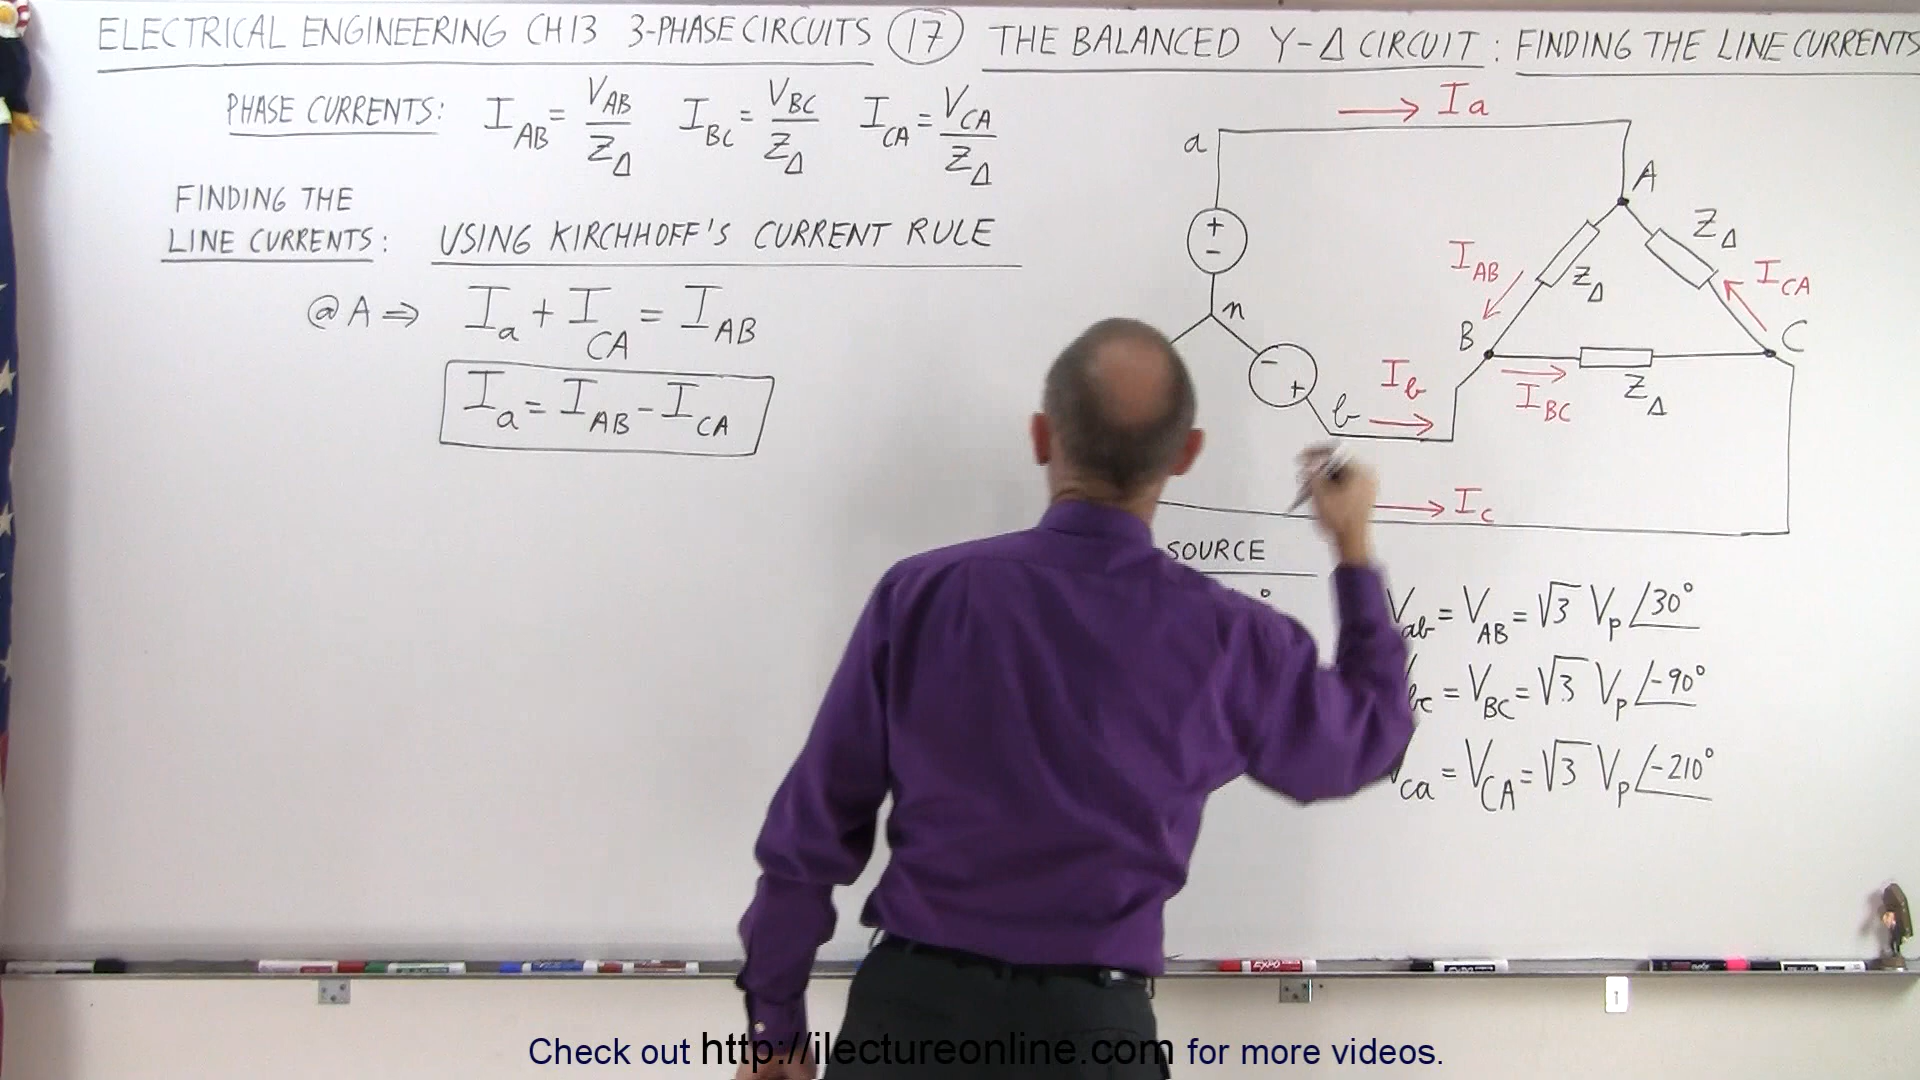 ELECTRICAL ENGINEERING CH13 3-PHASE CIRCUITS 17 THE BALANCED Y-Δ CIRCUIT : FINDING THE LINE CURRENTS
PHASE CURRENTS: I_AB = V_AB / Z_Δ I_BC = V_BC / Z_Δ I_CA = V_CA / Z_Δ
FINDING THE
LINE CURRENTS: USING KIRCHHOFF'S CURRENT RULE
@ A ⇒ I_a + I_CA = I_AB
I_a = I_AB - I_CA
I_a
a
A
+
-
Z_Δ
I_AB
Z_Δ
I_CA
n
B
C
-
+
I_b
b
I_BC
Z_Δ
I_c
SOURCE
V_ab = V_AB = √3 V_p ∠30°
bc = V_BC = √3 V_p ∠-90°
V_ca = V_CA = √3 V_p ∠-210°
EXPO
Check out http://ilectureonline.com for more videos.